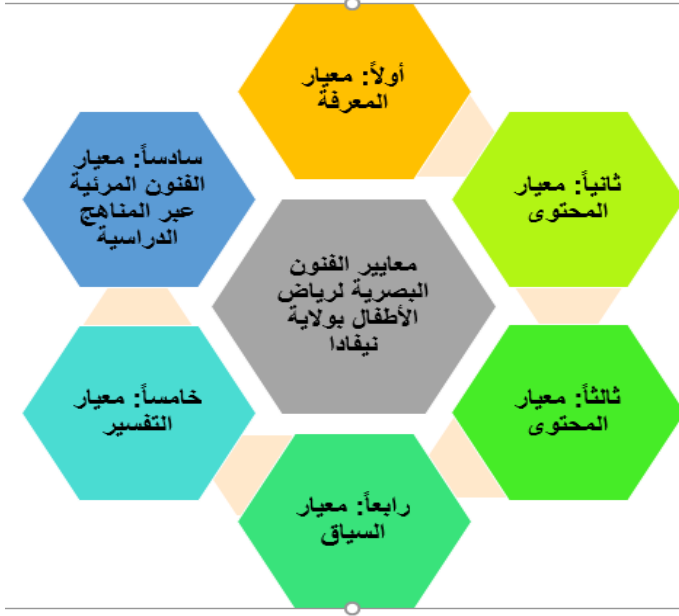 أولاً: معيار
المعرفة
ثانياً: معيار
المحتوى
ثالثاً: معيار
المحتوى
رابعاً: معيار
السياق
خامساً: معيار
التفسير
سادساً: معيار
الفنون المرئية
عبر المناهج
الدراسية
معايير الفنون
البصرية لرياض
الأطفال بولاية
نيفادا